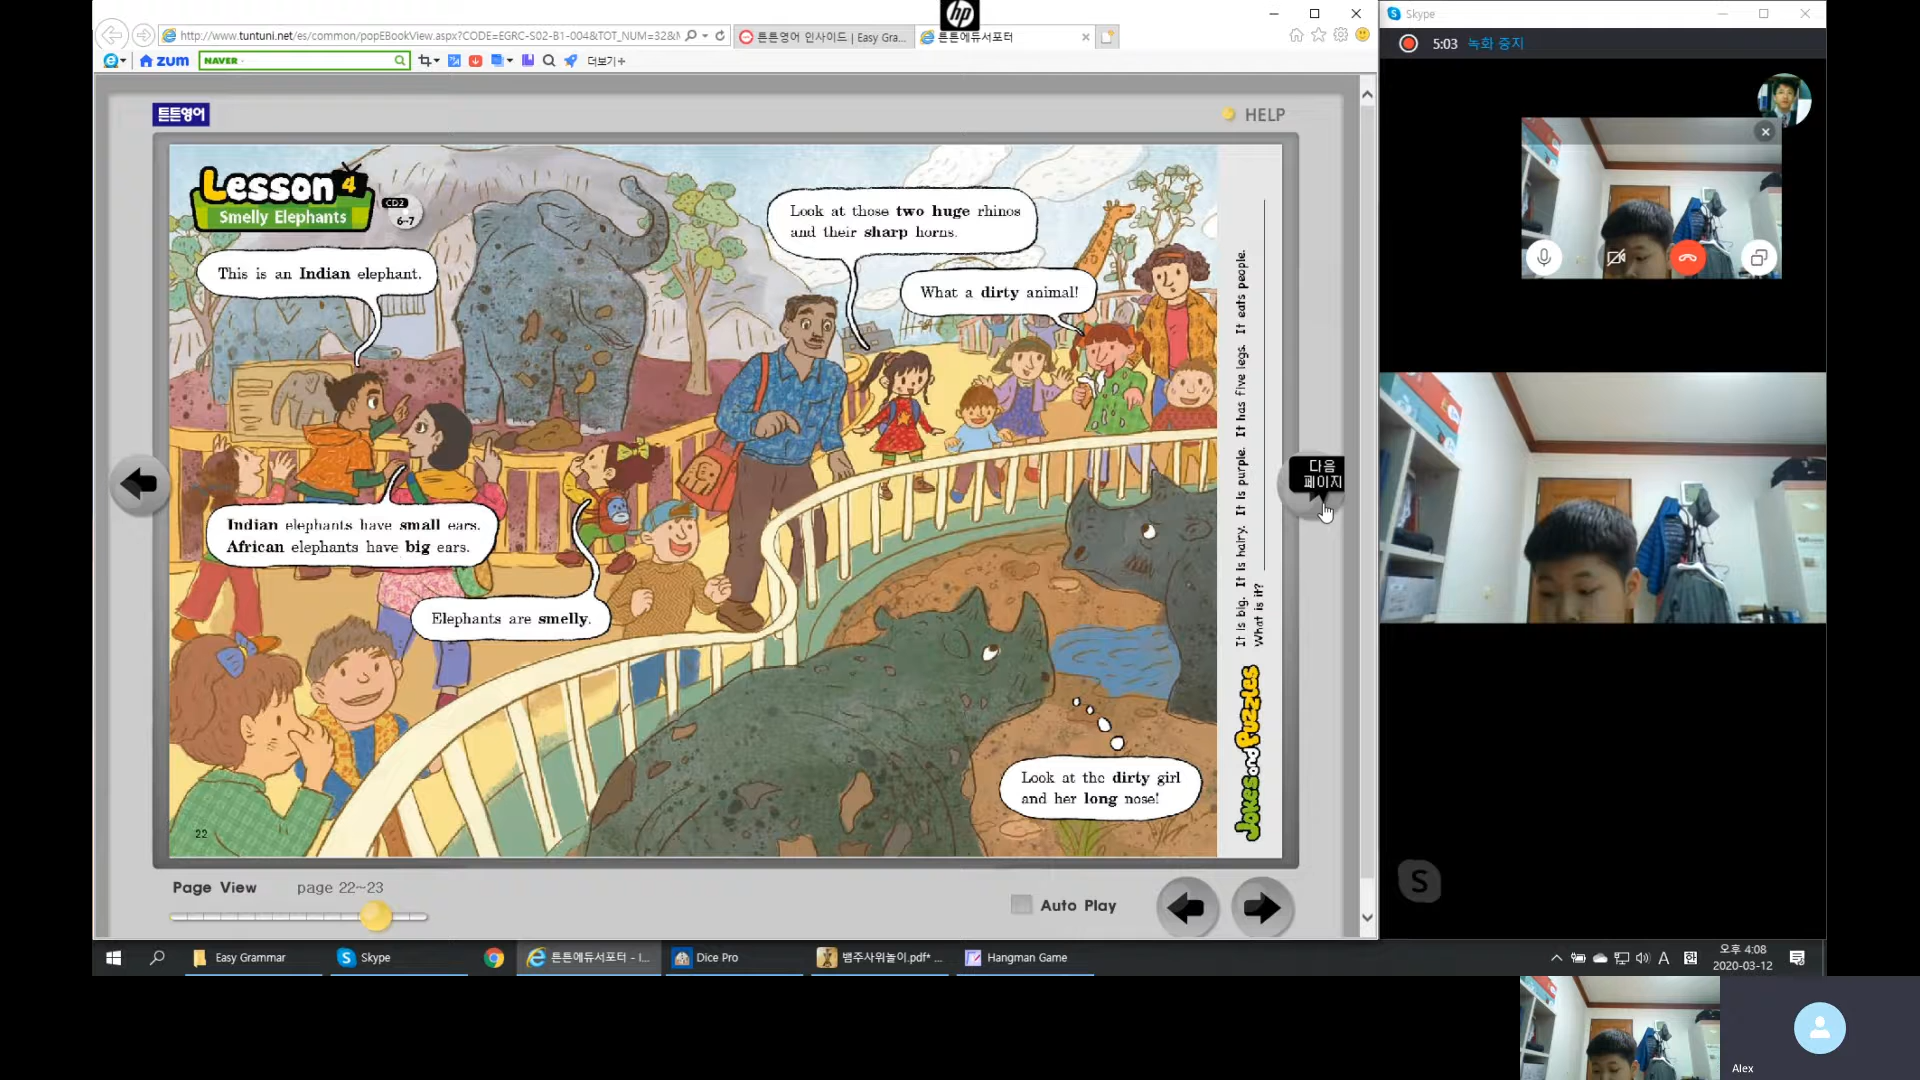 http://www.tuntuni.net/es/common/popEBookView.aspx?CODE=EGRC-S02-B1-004&TOT_NUM=32&
튼튼영어 인사이드 | Easy Gra...
튼튼에듀서포터
hp
zum
NAVER
더보기+
튼튼영어
HELP
Lesson 4
Smelly Elephants
CD2
6~7
This is an Indian elephant.
Look at those two huge rhinos
and their sharp horns.
What a dirty animal!
Indian elephants have small ears.
African elephants have big ears.
Elephants are smelly.
Look at the dirty girl
and her long nose!
22
Jokes and Puzzles
It is big. It is hairy. It is purple. It has five legs. It eats people.
What is it?
다음
페이지
Page View
page 22~23
Auto Play
Skype
5:03
녹화 중지
S
Easy Grammar
Skype
튼튼에듀서포터 - I...
Dice Pro
뱀주사위놀이.pdf* ...
Hangman Game
A
한
오후 4:08
2020-03-12
Alex